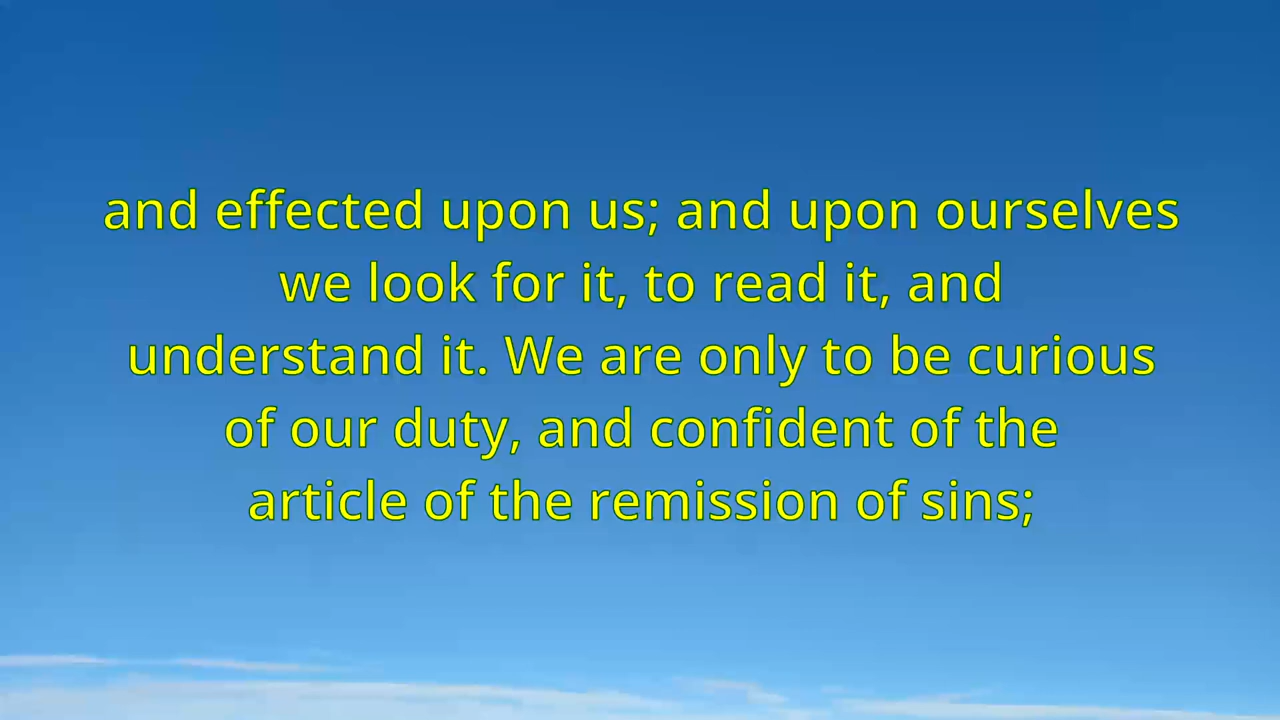 and effected upon us; and upon ourselves
we look for it, to read it, and
understand it. We are only to be curious
of our duty, and confident of the
article of the remission of sins;